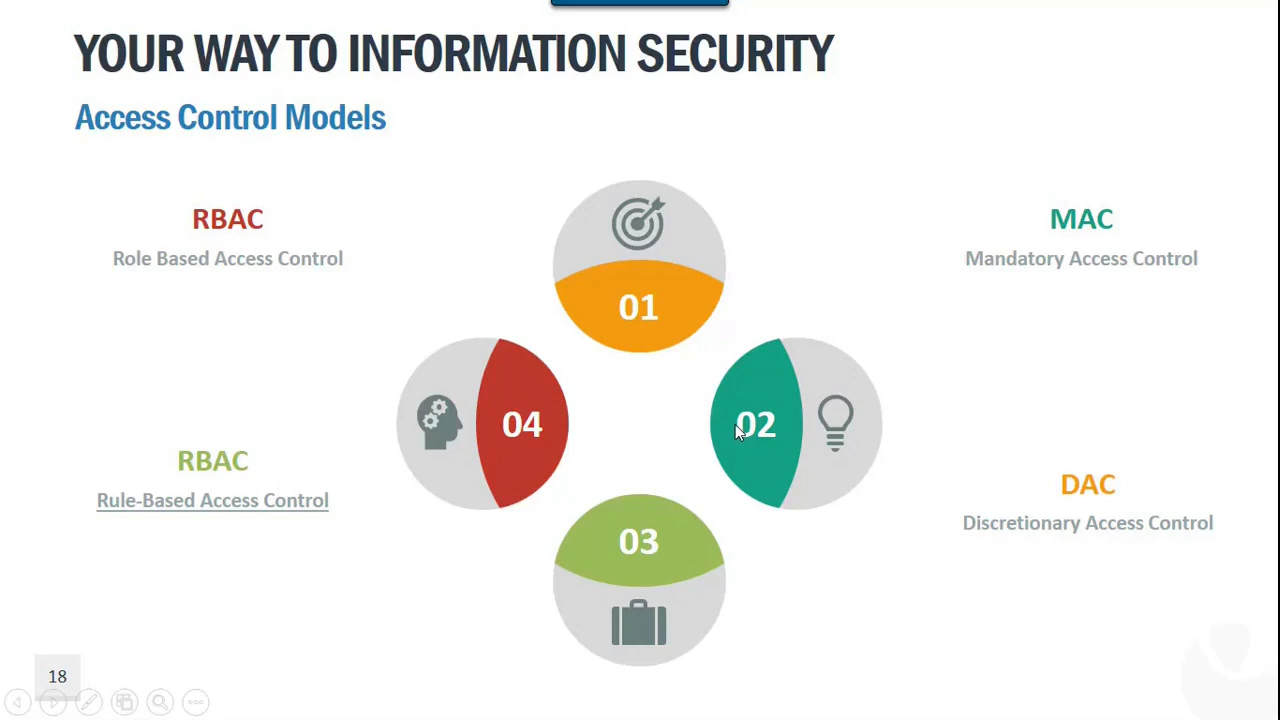 YOUR WAY TO INFORMATION SECURITY
Access Control Models
RBAC
Role Based Access Control
MAC
Mandatory Access Control
01
04
02
RBAC
Rule-Based Access Control
DAC
Discretionary Access Control
03
18